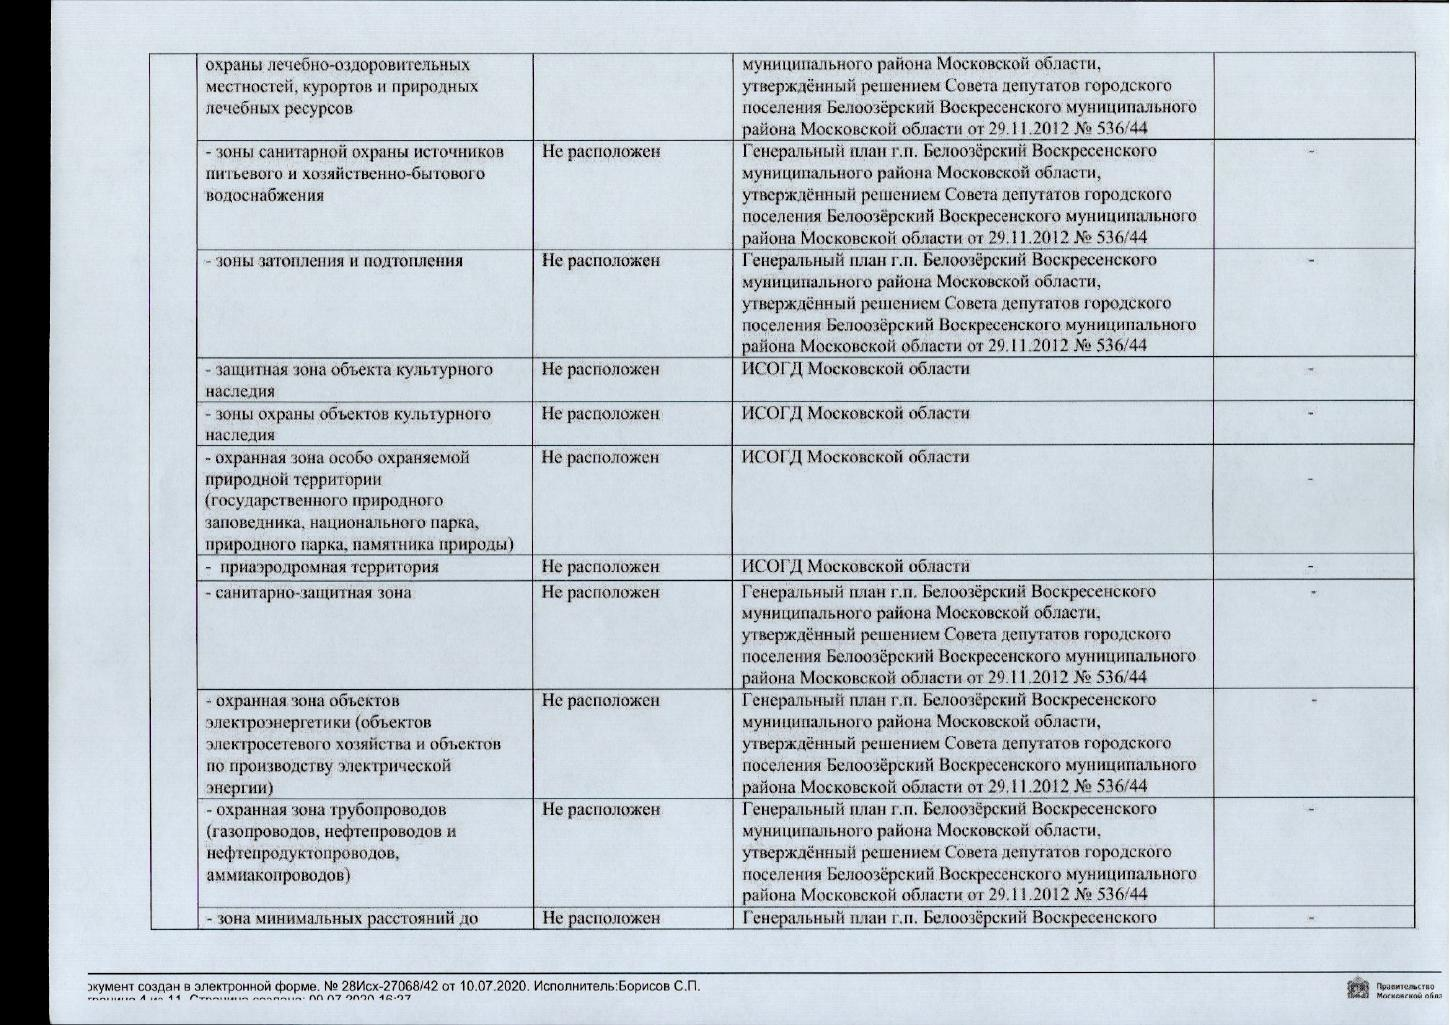 охраны лечебно-оздоровительных
местностей, курортов и природных
лечебных ресурсов
муниципального района Московской области,
утверждённый решением Совета депутатов городского
поселения Белоозёрский Воскресенского муниципального
района Московской области от 29.11.2012 № 536/44
- зоны санитарной охраны источников
питьевого и хозяйственно-бытового
водоснабжения
Не расположен
Генеральный план г.п. Белоозёрский Воскресенского
муниципального района Московской области,
утверждённый решением Совета депутатов городского
поселения Белоозёрский Воскресенского муниципального
района Московской области от 29.11.2012 № 536/44
-
- зоны затопления и подтопления
Не расположен
Генеральный план г.п. Белоозёрский Воскресенского
муниципального района Московской области,
утверждённый решением Совета депутатов городского
поселения Белоозёрский Воскресенского муниципального
района Московской области от 29.11.2012 № 536/44
-
- защитная зона объекта культурного
наследия
Не расположен
ИСОГД Московской области
-
- зоны охраны объектов культурного
наследия
Не расположен
ИСОГД Московской области
-
- охранная зона особо охраняемой
природной территории
(государственного природного
заповедника, национального парка,
природного парка, памятника природы)
Не расположен
ИСОГД Московской области
-
- приаэродромная территория
Не расположен
ИСОГД Московской области
-
- санитарно-защитная зона
Не расположен
Генеральный план г.п. Белоозёрский Воскресенского
муниципального района Московской области,
утверждённый решением Совета депутатов городского
поселения Белоозёрский Воскресенского муниципального
района Московской области от 29.11.2012 № 536/44
-
- охранная зона объектов
электроэнергетики (объектов
электросетевого хозяйства и объектов
по производству электрической
энергии)
Не расположен
Генеральный план г.п. Белоозёрский Воскресенского
муниципального района Московской области,
утверждённый решением Совета депутатов городского
поселения Белоозёрский Воскресенского муниципального
района Московской области от 29.11.2012 № 536/44
-
- охранная зона трубопроводов
(газопроводов, нефтепроводов и
нефтепродуктопроводов,
аммиакопроводов)
Не расположен
Генеральный план г.п. Белоозёрский Воскресенского
муниципального района Московской области,
утверждённый решением Совета депутатов городского
поселения Белоозёрский Воскресенского муниципального
района Московской области от 29.11.2012 № 536/44
-
- зона минимальных расстояний до
Не расположен
Генеральный план г.п. Белоозёрский Воскресенского
-
окумент создан в электронной форме. № 28Исх-27068/42 от 10.07.2020. Исполнитель:Борисов С.П.
4 из 11. Страница создана: 09.07.2020 16:27
Правительство
Московской обла